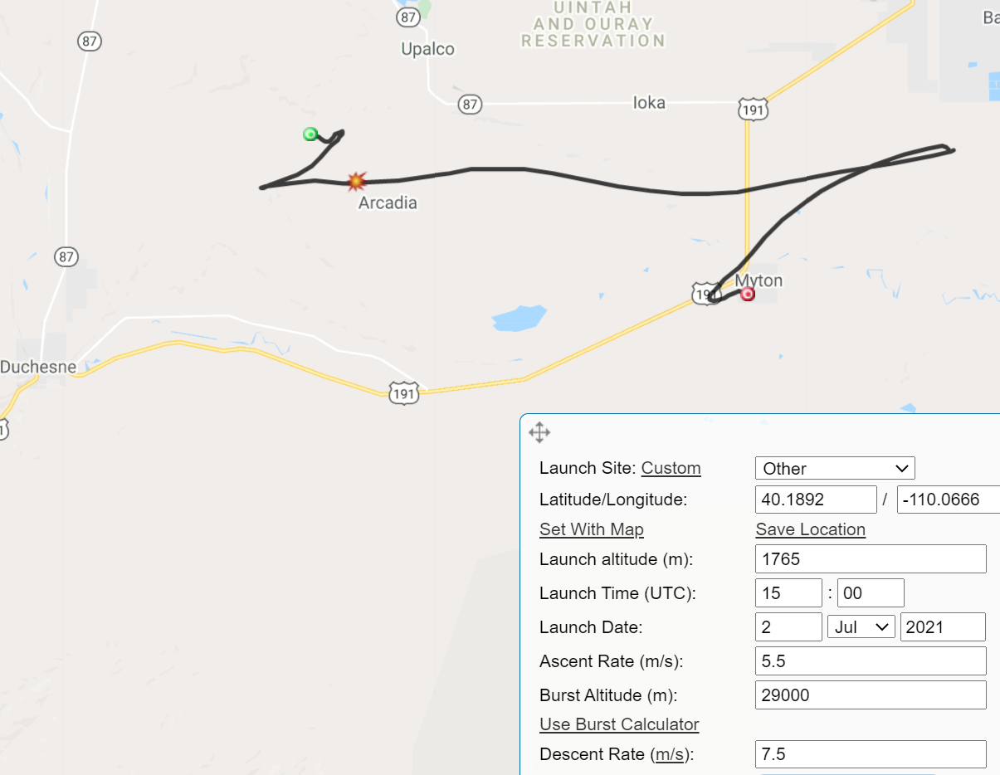 UINTAH
AND OURAY
RESERVATION
87
Ba
87
Upalco
87
Ioka
191
Arcadia
87
Myton
191
Duchesne
191
1
Launch Site: Custom
Other
Latitude/Longitude:
40.1892 / -110.0666
Set With Map
Save Location
Launch altitude (m):
1765
Launch Time (UTC):
15 : 00
Launch Date:
2 Jul 2021
Ascent Rate (m/s):
5.5
Burst Altitude (m):
29000
Use Burst Calculator
Descent Rate (m/s):
7.5